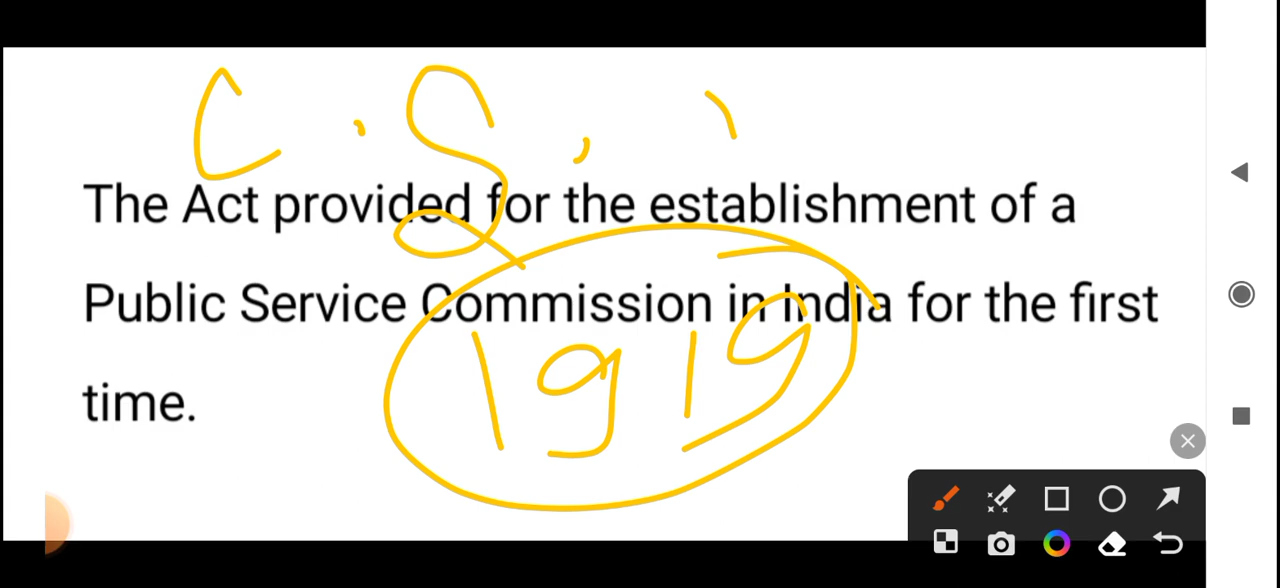 C . S .
The Act provided for the establishment of a
Public Service Commission in India for the first
1919
time.